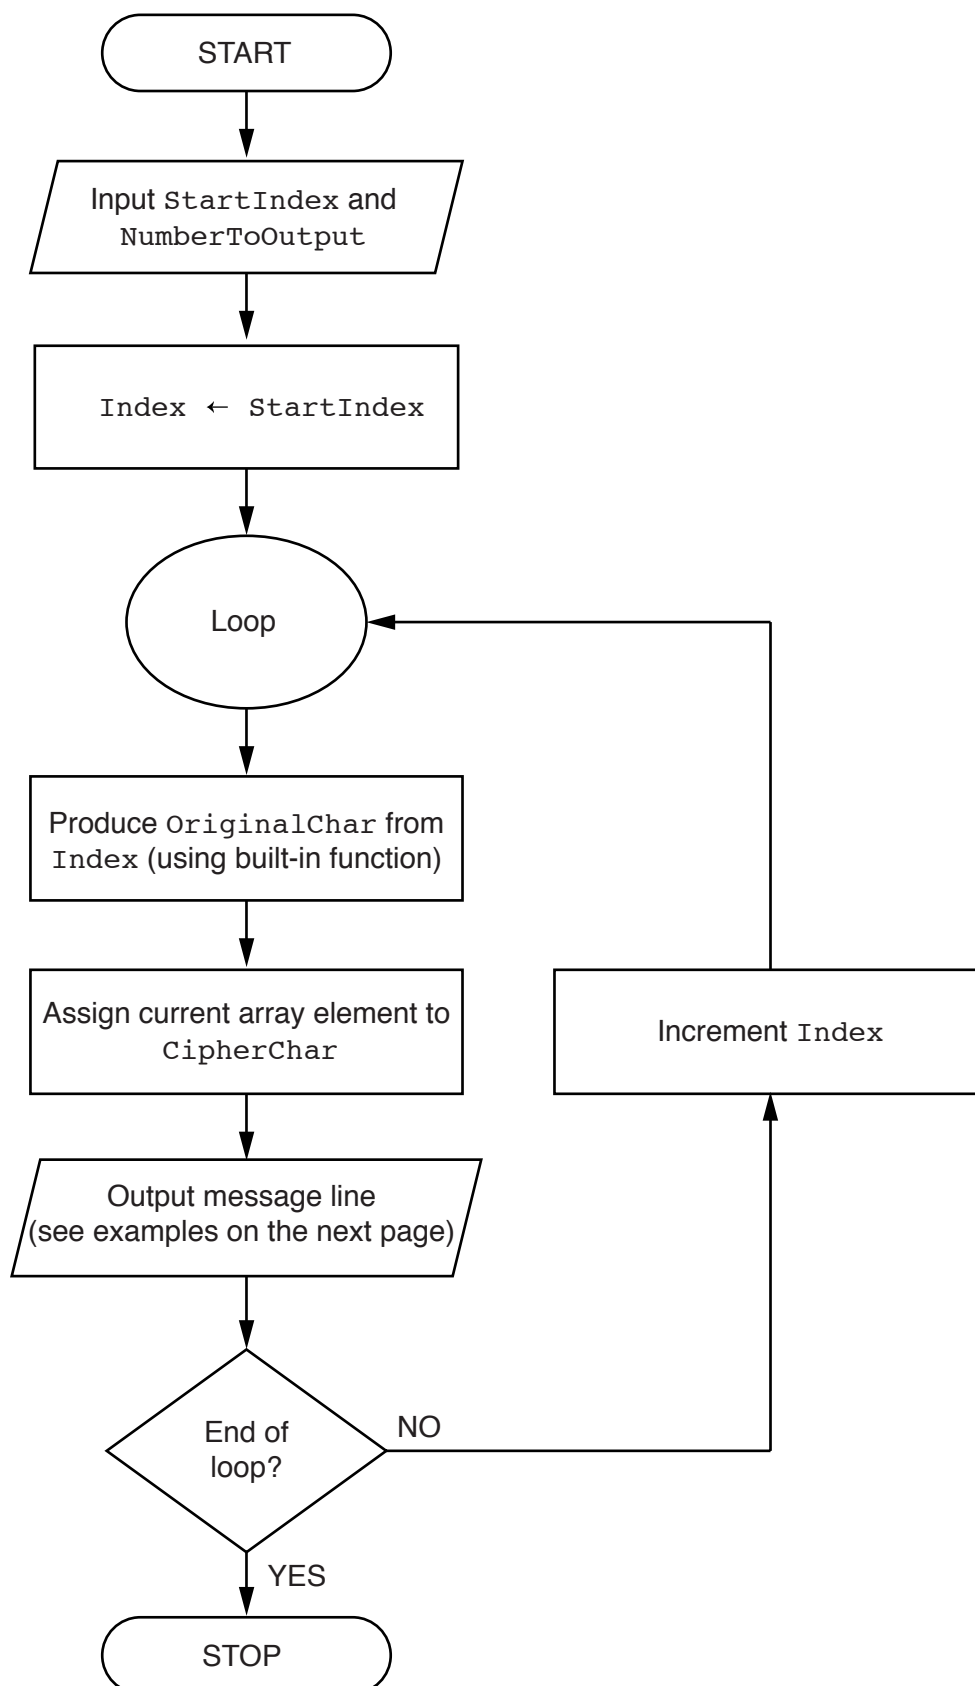 START
Input StartIndex and
NumberToOutput
Index ← StartIndex
Loop
Produce OriginalChar from
Index (using built-in function)
Assign current array element to
CipherChar
Increment Index
Output message line
(see examples on the next page)
End of
loop?
NO
YES
STOP